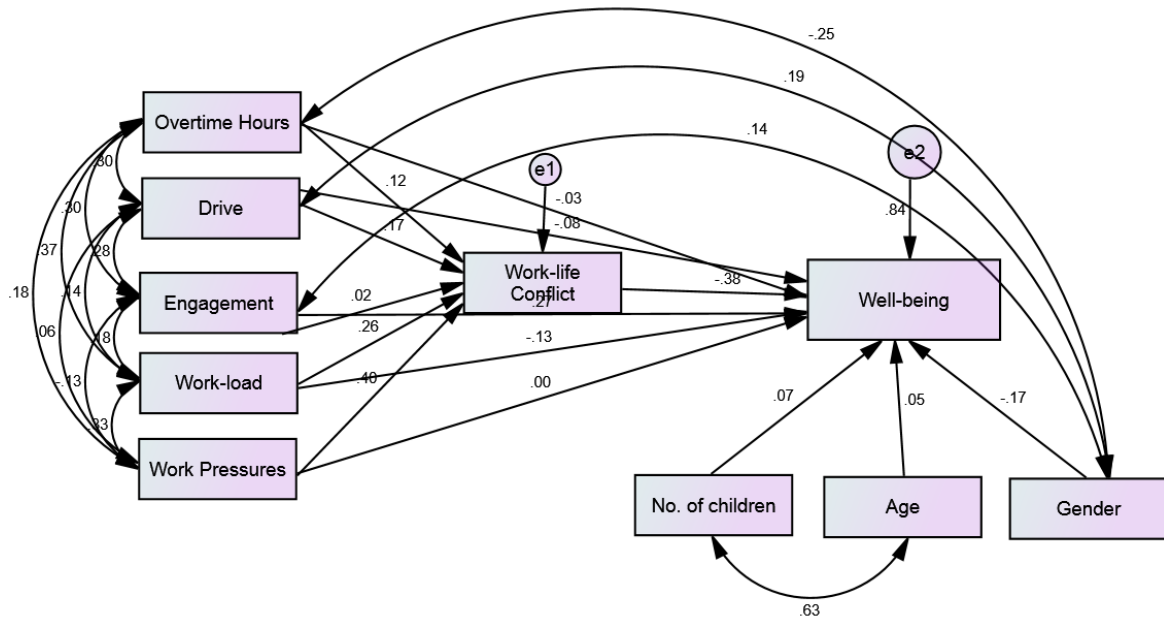 -.25
.19
.14
Overtime Hours
.30
e1
e2
.12
-.03
Drive
.30
-.08
.84
.17
.37
.28
Work-life
Conflict
-.38
Well-being
.18
.14
Engagement
.02
.27
.06
.26
.18
-.13
Work-load
-.13
.40
.00
.07
.05
-.17
.33
Work Pressures
No. of children
Age
Gender
.63